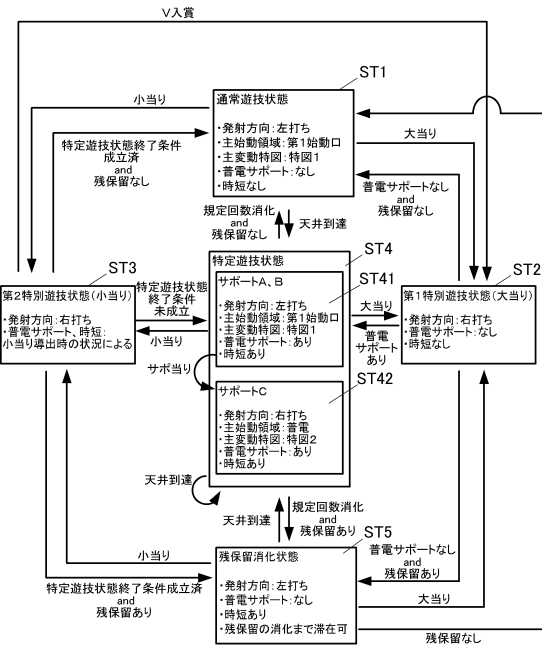 V入賞
ST1
通常遊技状態
・発射方向：左打ち
・主始動領域：第1始動口
・主変動特図：特図1
・普電サポート：なし
・時短なし
小当り
特定遊技状態終了条件
成立済
and
残保留なし
大当り
普電サポートなし
and
残保留なし
規定回数消化
and
残保留なし
天井到達
ST3
第2特別遊技状態(小当り)
・発射方向：右打ち
・普電サポート、時短：
小当り導出時の状況による
特定遊技状態
終了条件
未成立
小当り
ST4
特定遊技状態
ST41
サポートA、B
・発射方向：左打ち
・主始動領域：第1始動口
・主変動特図：特図1
・普電サポート：あり
・時短あり
サポ当り
ST42
サポートC
・発射方向：右打ち
・主始動領域：普電
・主変動特図：特図2
・普電サポート：あり
・時短あり
天井到達
大当り
普電
サポート
あり
ST2
第1特別遊技状態(大当り)
・発射方向：右打ち
・普電サポート：なし
・時短なし
天井到達
規定回数消化
and
残保留あり
ST5
残保留消化状態
・発射方向：左打ち
・普電サポート：なし
・時短あり
・残保留の消化まで滞在可
小当り
特定遊技状態終了条件成立済
and
残保留あり
普電サポートなし
and
残保留あり
大当り
残保留なし